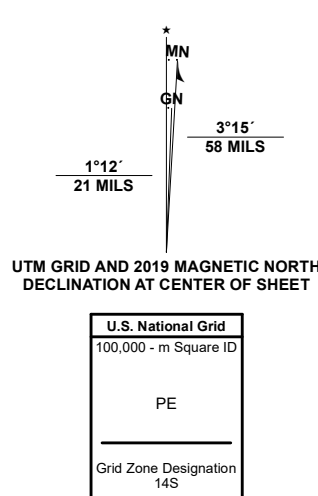 ★
MN
GN
3°15´
58 MILS
1°12´
21 MILS
UTM GRID AND 2019 MAGNETIC NORTH
DECLINATION AT CENTER OF SHEET
U.S. National Grid
100,000 - m Square ID
PE
Grid Zone Designation
14S